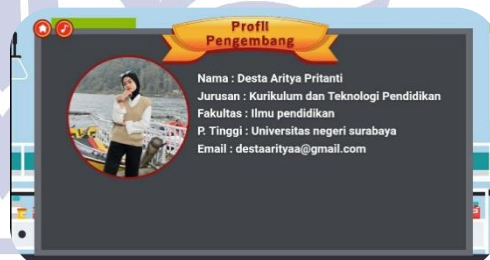 Profil
Pengembang
Nama : Desta Aritya Pritanti
Jurusan : Kurikulum dan Teknologi Pendidikan
Fakultas : Ilmu pendidikan
P. Tinggi : Universitas negeri surabaya
Email : destaarityaa@gmail.com